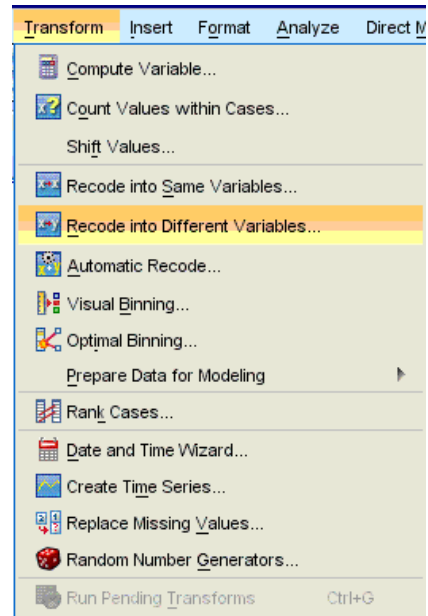 Transform Insert Format Analyze Direct M
Compute Variable...
Count Values within Cases...
Shift Values...
Recode into Same Variables...
Recode into Different Variables...
Automatic Recode...
Visual Binning...
Optimal Binning...
Prepare Data for Modeling
Rank Cases...
Date and Time Wizard...
Create Time Series...
Replace Missing Values...
Random Number Generators...
Run Pending Transforms Ctrl+G